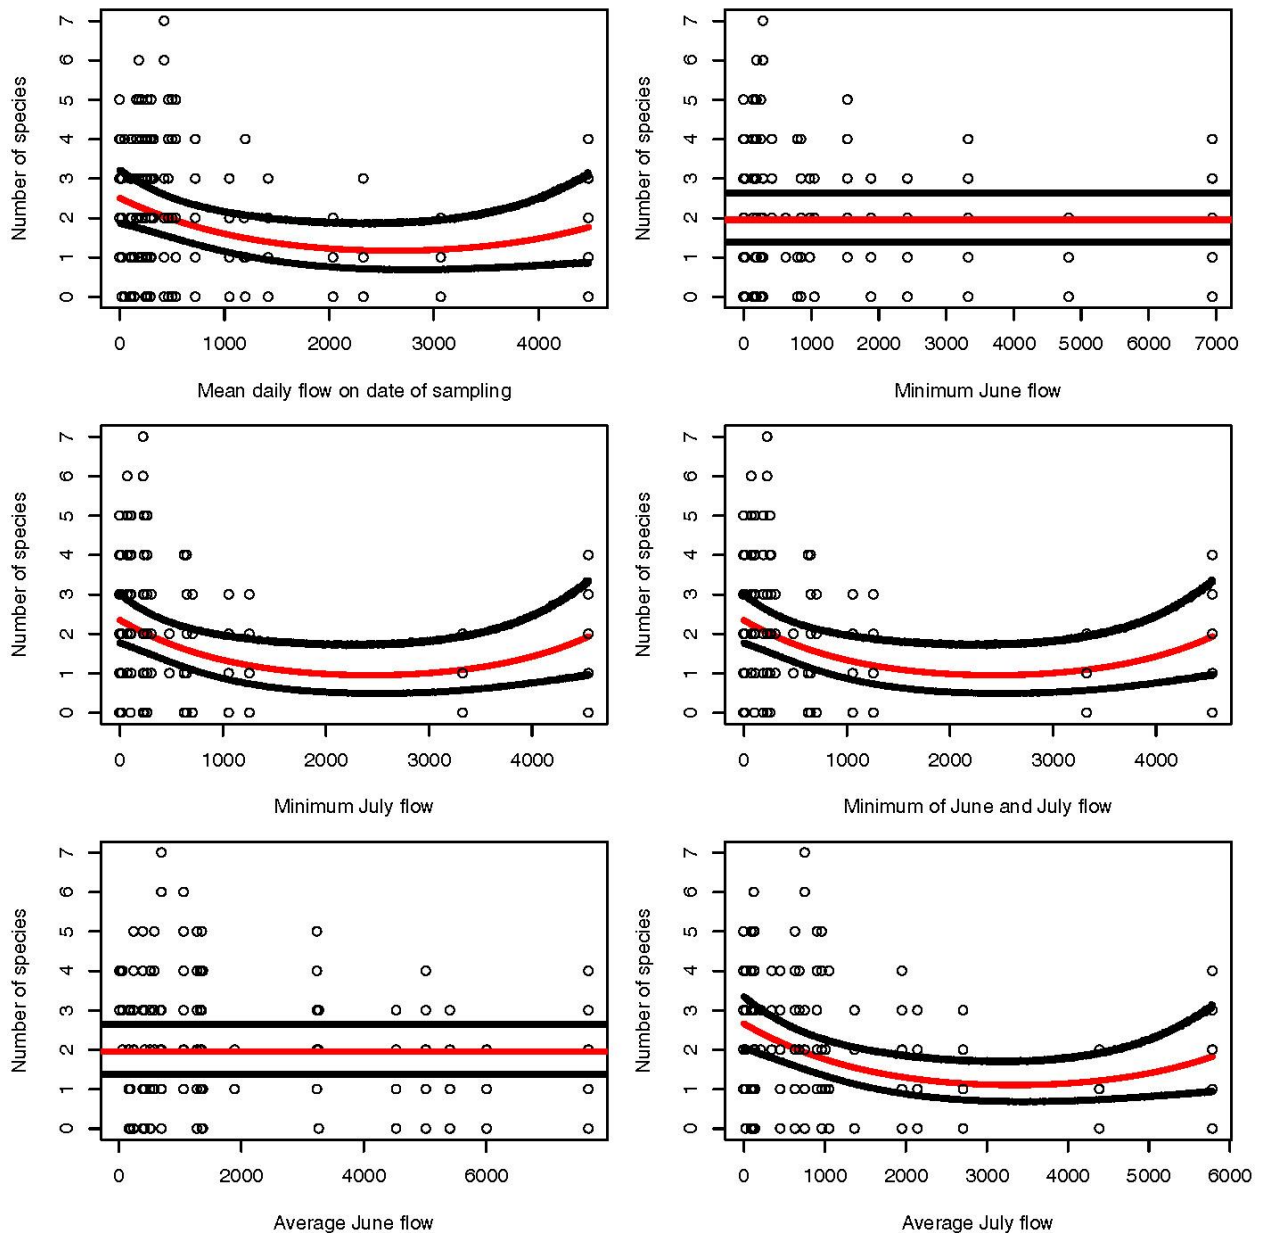 Number of species
7
6
5
4
3
2
1
0
0 1000 2000 3000 4000
Mean daily flow on date of sampling
Number of species
7
6
5
4
3
2
1
0
0 1000 2000 3000 4000 5000 6000 7000
Minimum June flow
Number of species
7
6
5
4
3
2
1
0
0 1000 2000 3000 4000
Minimum July flow
Number of species
7
6
5
4
3
2
1
0
0 1000 2000 3000 4000
Minimum of June and July flow
Number of species
7
6
5
4
3
2
1
0
0 2000 4000 6000
Average June flow
Number of species
7
6
5
4
3
2
1
0
0 1000 2000 3000 4000 5000 6000
Average July flow